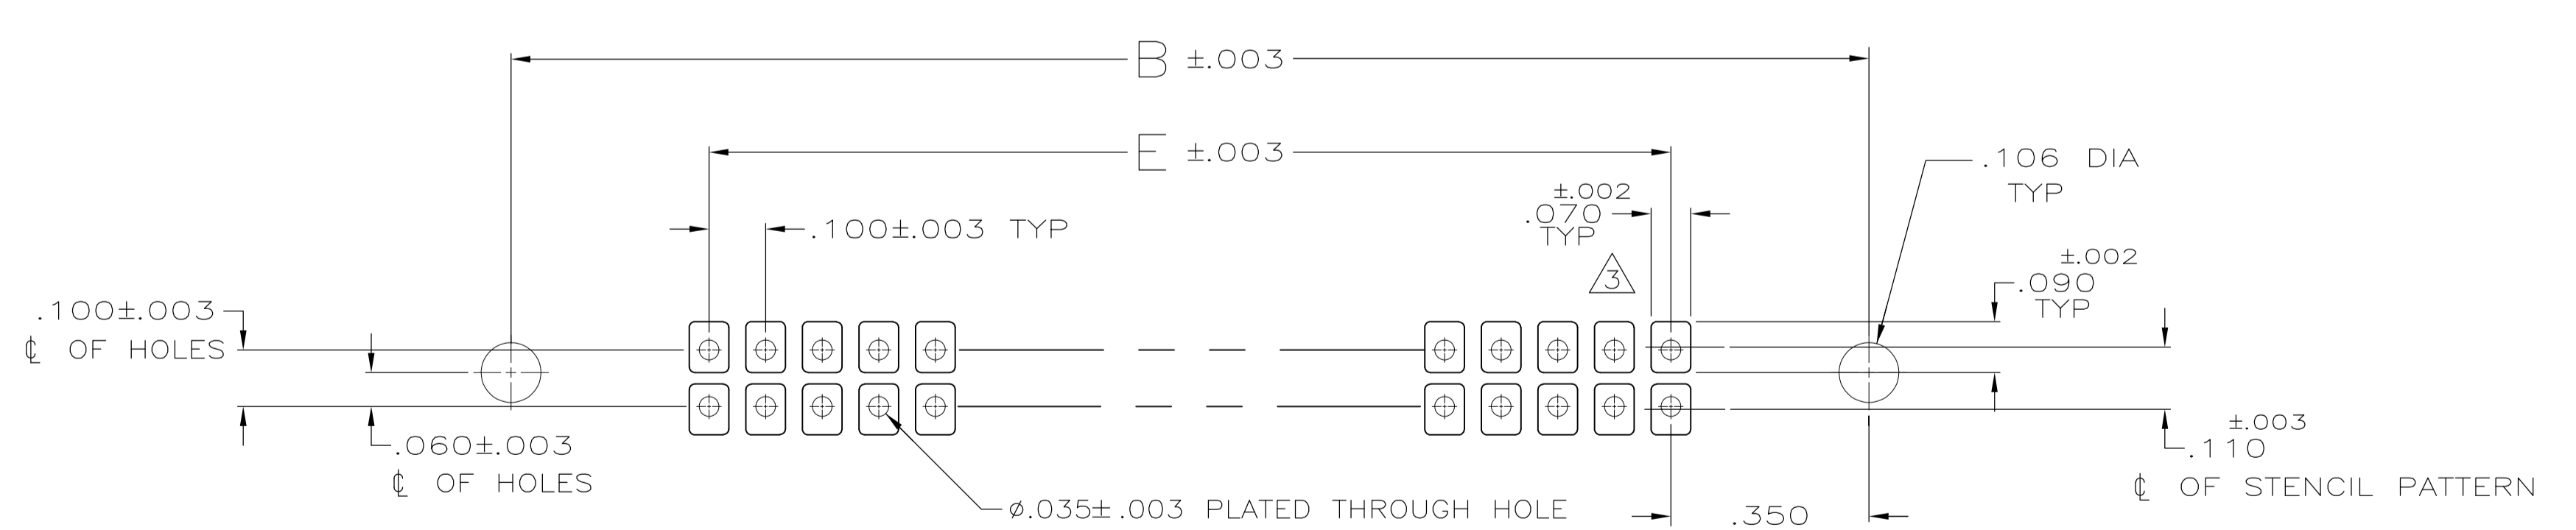 B ±.003
E ±.003
.106 DIA
TYP
±.002
.070
TYP
.100±.003 TYP
3
±.002
.090
TYP
.100±.003
℄ OF HOLES
.060±.003
℄ OF HOLES
±.003
.110
℄ OF STENCIL PATTERN
Ø.035±.003 PLATED THROUGH HOLE
.350